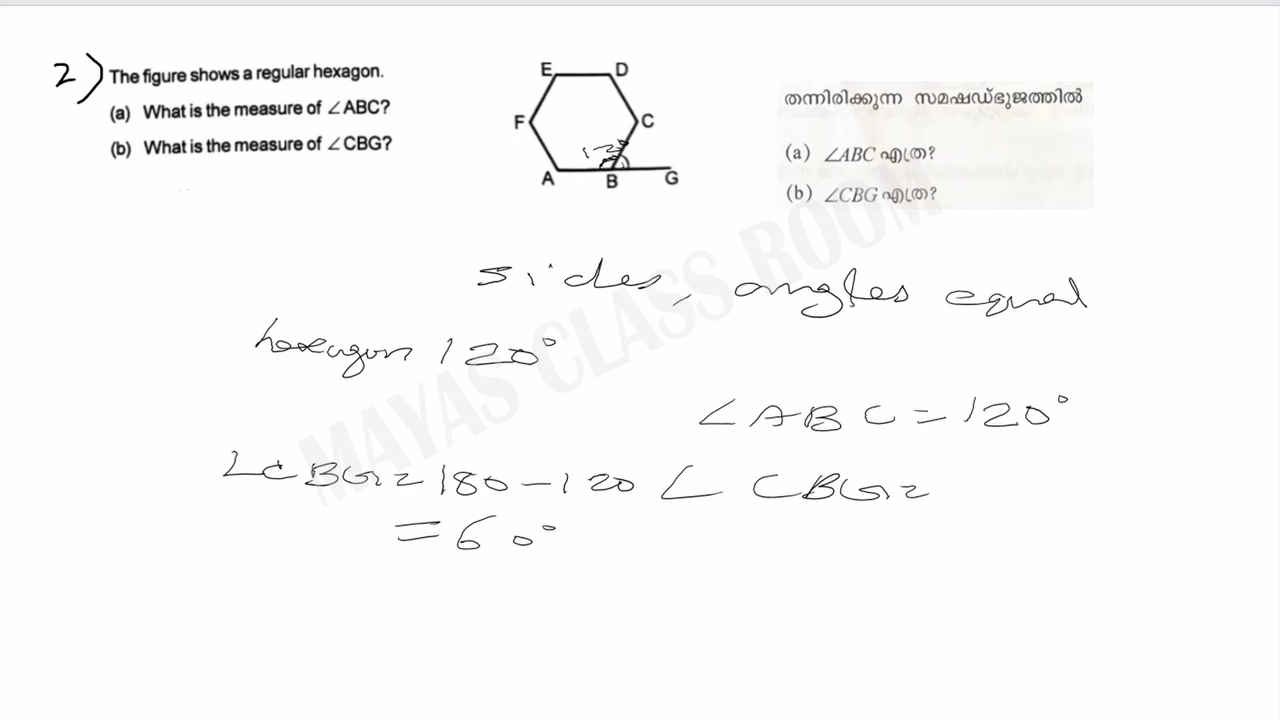 2)
The figure shows a regular hexagon.
(a) What is the measure of ∠ABC?
(b) What is the measure of ∠CBG?
E D
F C
120
A B G
തന്നിരിക്കുന്ന സമഷഡ്ഭുജത്തിൽ
(a) ∠ABC എത്ര?
(b) ∠CBG എത്ര?
sides, angles equal
hexagon 120°
∠ABC = 120°
∠CBG = 180 - 120 ∠ CBG =
= 60°
MAYAS CLASS ROOM